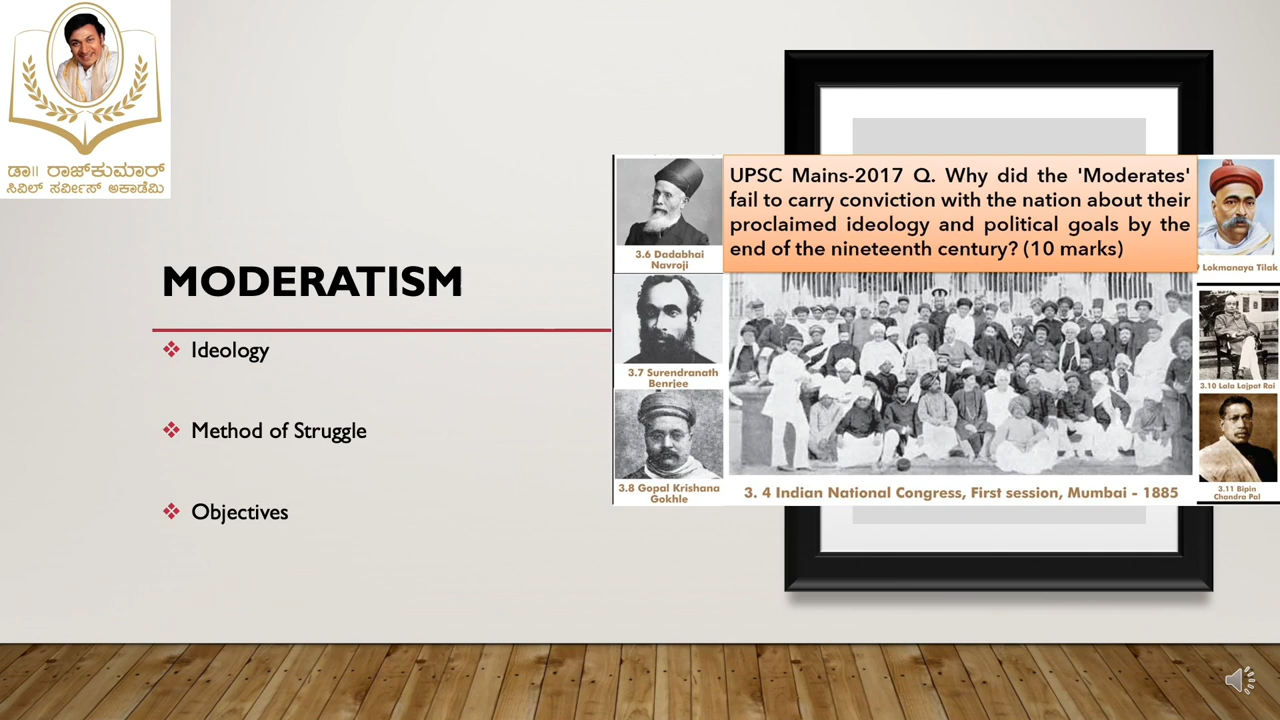 ಡಾ॥ ರಾಜ್‌ಕುಮಾರ್
ಸಿವಿಲ್ ಸರ್ವೀಸ್ ಅಕಾಡೆಮಿ
MODERATISM
Ideology
Method of Struggle
Objectives
UPSC Mains-2017 Q. Why did the 'Moderates'
fail to carry conviction with the nation about their
proclaimed ideology and political goals by the
end of the nineteenth century? (10 marks)
3.6 Dadabhai
Navroji
3.7 Surendranath
Benrjee
3.8 Gopal Krishana
Gokhle
3. 4 Indian National Congress, First session, Mumbai - 1885
Lokmanaya Tilak
3.10 Lala Lajpat Rai
3.11 Bipin
Chandra Pal